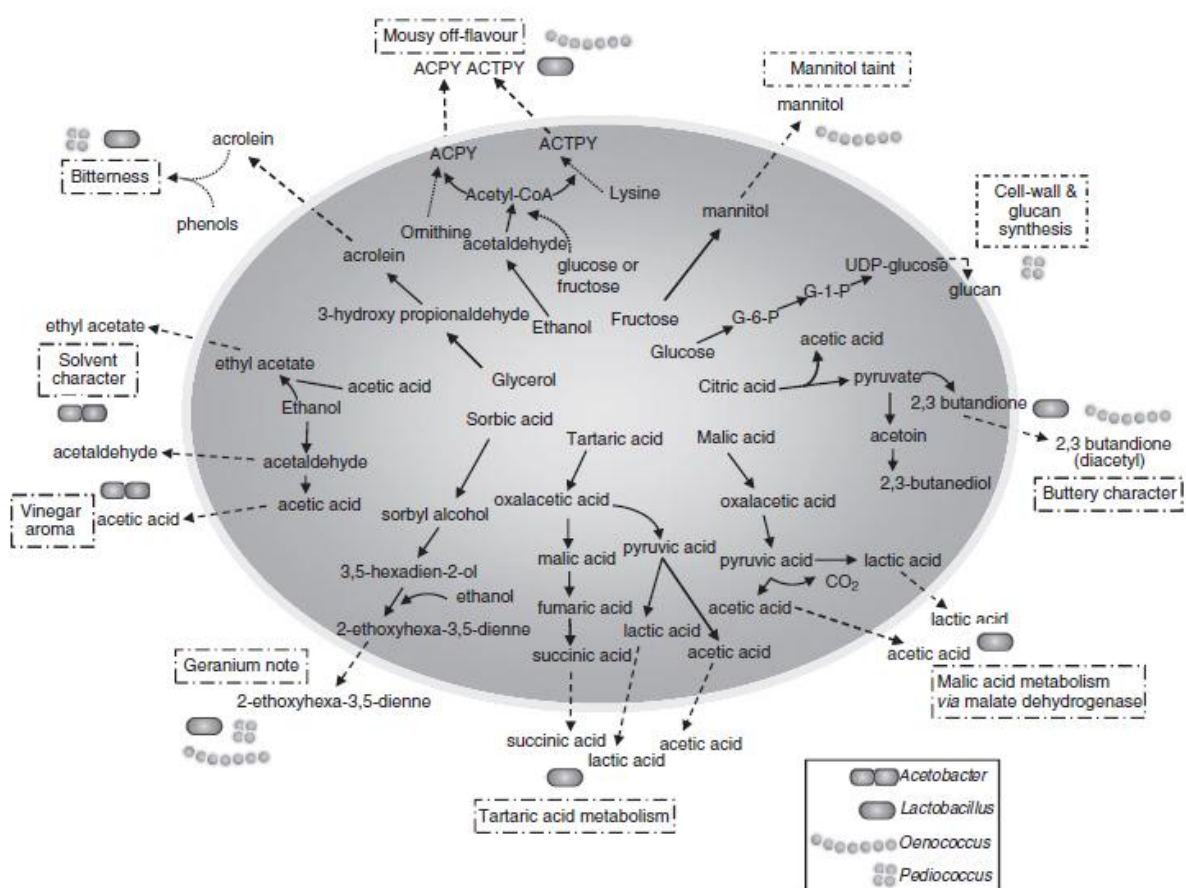 Mousy off-flavour
ACPY ACTPY
Mannitol taint
mannitol
acrolein
Bitterness
phenols
ACPY
ACTPY
Acetyl-CoA
Lysine
Ornithine
acetaldehyde
glucose or
fructose
mannitol
Cell-wall &
glucan
synthesis
acrolein
3-hydroxy propionaldehyde
Ethanol
Fructose
Glucose
G-6-P
G-1-P
UDP-glucose
glucan
ethyl acetate
Solvent
character
ethyl acetate
acetic acid
Ethanol
Glycerol
acetaldehyde
acetaldehyde
Vinegar
aroma
acetic acid
acetic acid
Citric acid
acetic acid
pyruvate
2,3 butandione
acetoin
2,3-butanediol
2,3 butandione
(diacetyl)
Buttery character
Sorbic acid
sorbyl alcohol
3,5-hexadien-2-ol
ethanol
2-ethoxyhexa-3,5-dienne
Geranium note
2-ethoxyhexa-3,5-dienne
Tartaric acid
oxalacetic acid
malic acid
pyruvic acid
fumaric acid
lactic acid
succinic acid
acetic acid
succinic acid
lactic acid
acetic acid
Tartaric acid metabolism
Malic acid
oxalacetic acid
pyruvic acid
lactic acid
CO2
acetic acid
lactic acid
acetic acid
Malic acid metabolism
via malate dehydrogenase
Acetobacter
Lactobacillus
Oenococcus
Pediococcus